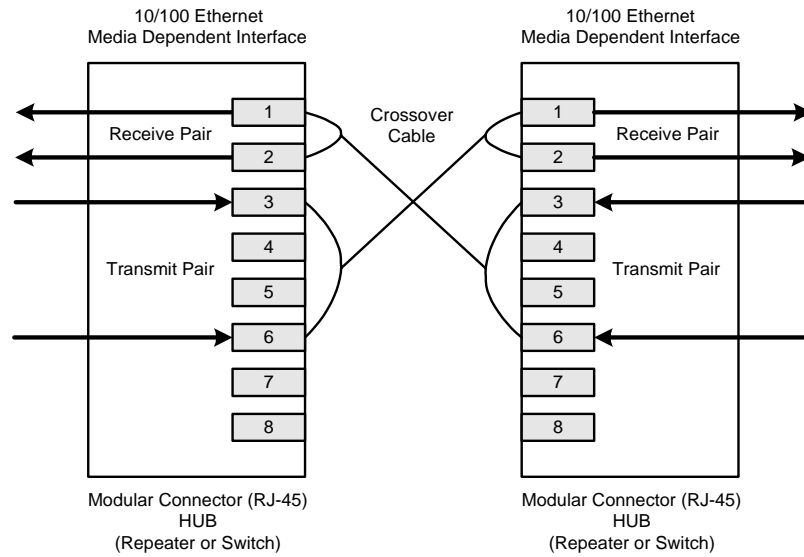 10/100 Ethernet
Media Dependent Interface
10/100 Ethernet
Media Dependent Interface
1
Receive Pair
2
3
4
Transmit Pair
5
6
7
8
Crossover
Cable
1
Receive Pair
2
3
4
Transmit Pair
5
6
7
8
Modular Connector (RJ-45)
HUB
(Repeater or Switch)
Modular Connector (RJ-45)
HUB
(Repeater or Switch)